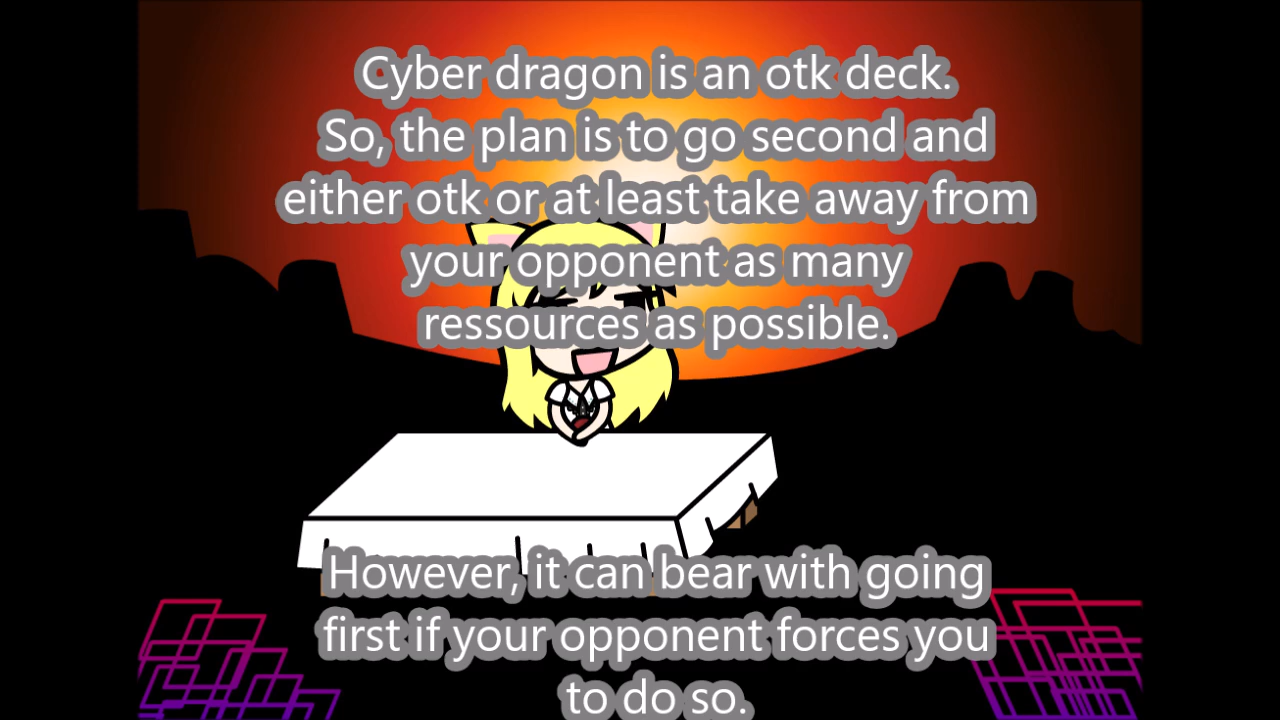 Cyber dragon is an otk deck.
So, the plan is to go second and
either otk or at least take away from
your opponent as many
ressources as possible.
However, it can bear with going
first if your opponent forces you
to do so.